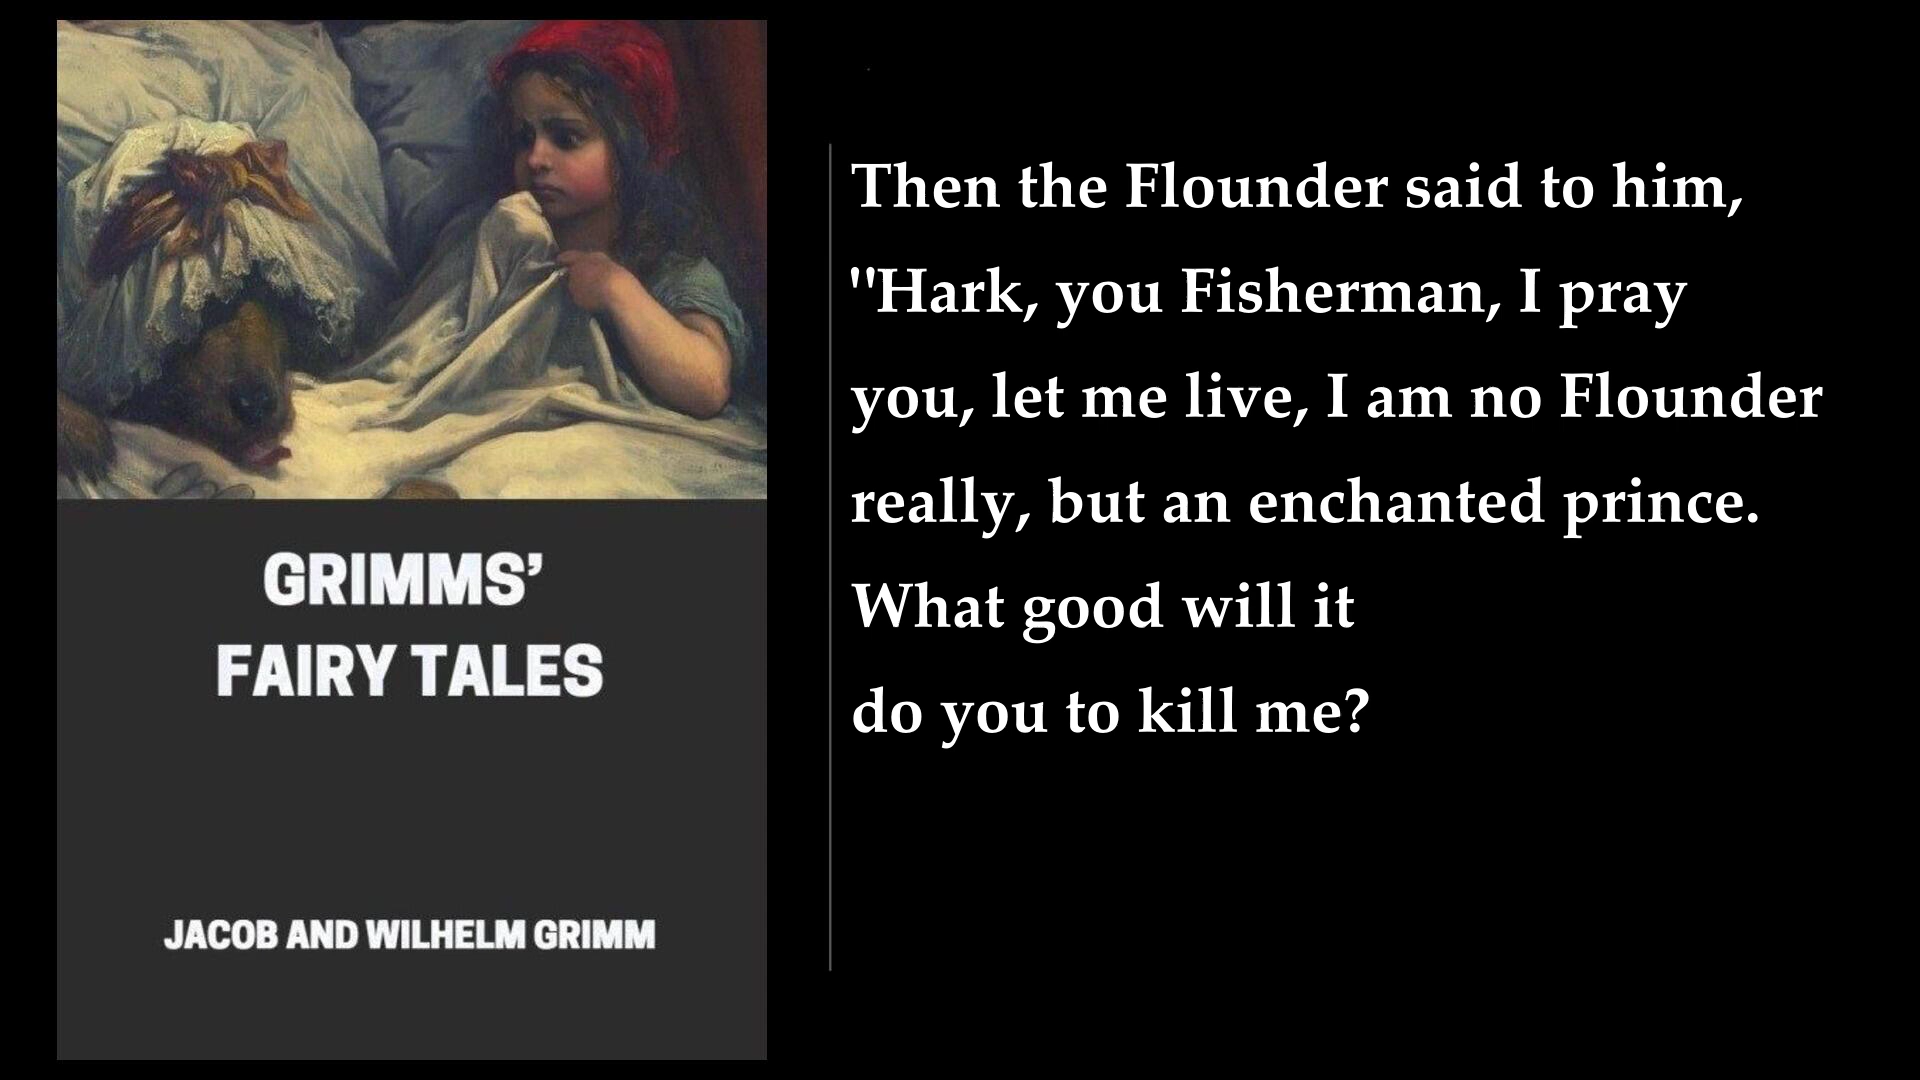 GRIMMS’
FAIRY TALES
JACOB AND WILHELM GRIMM
Then the Flounder said to him,
"Hark, you Fisherman, I pray
you, let me live, I am no Flounder
really, but an enchanted prince.
What good will it
do you to kill me?